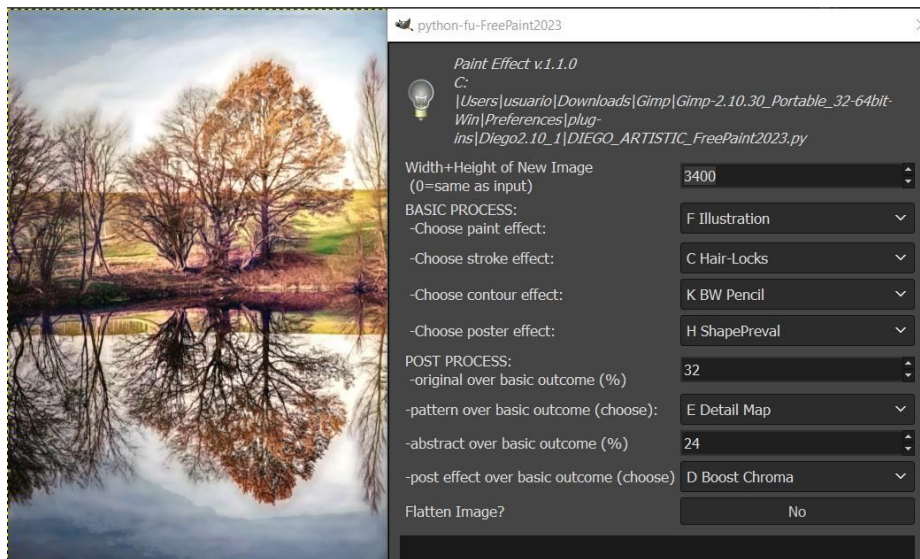 python-fu-FreePaint2023
Paint Effect v.1.1.0
C:
|Users|usuario|Downloads|Gimp|Gimp-2.10.30_Portable_32-64bit-
Win|Preferences|plug-
ins|Diego2.10_1|DIEGO_ARTISTIC_FreePaint2023.py
Width+Height of New Image
(0=same as input)
3400
BASIC PROCESS:
-Choose paint effect:
F Illustration
-Choose stroke effect:
C Hair-Locks
-Choose contour effect:
K BW Pencil
-Choose poster effect:
H ShapePreval
POST PROCESS:
-original over basic outcome (%)
32
-pattern over basic outcome (choose):
E Detail Map
-abstract over basic outcome (%)
24
-post effect over basic outcome (choose)
D Boost Chroma
Flatten Image?
No